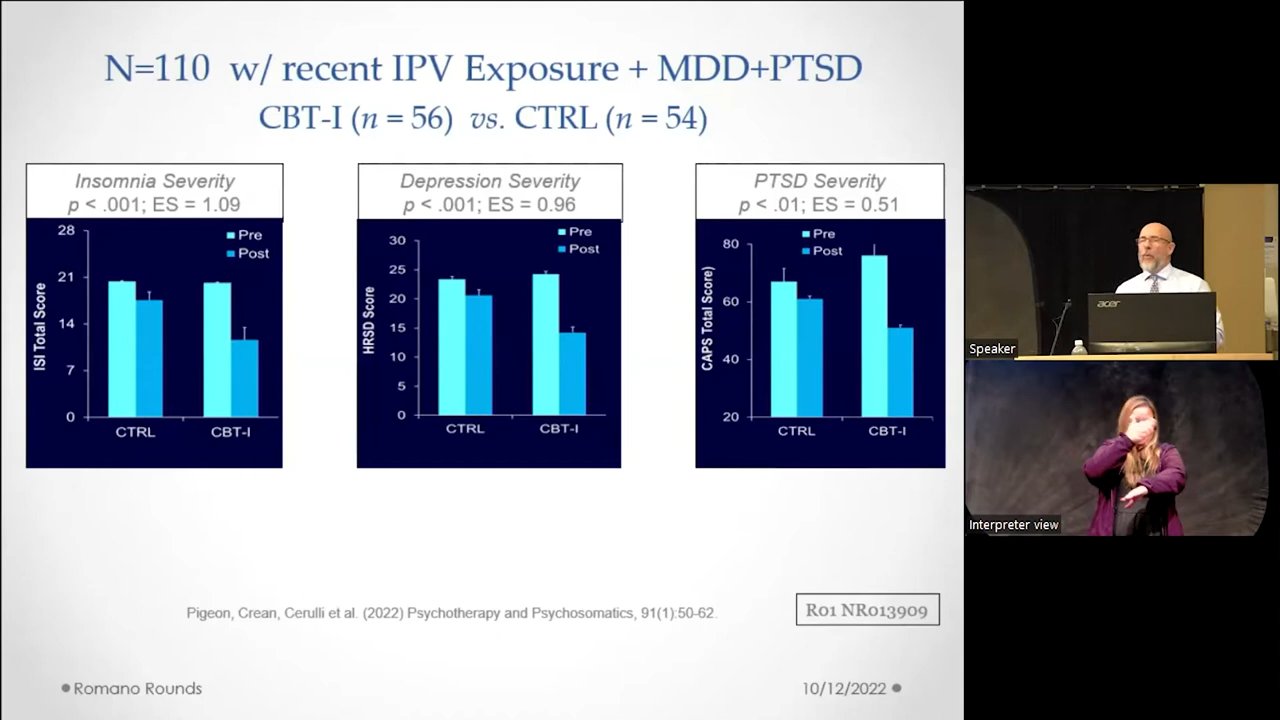 N=110 w/ recent IPV Exposure + MDD+PTSD
CBT-I (n = 56) vs. CTRL (n = 54)
Insomnia Severity
p < .001; ES = 1.09
28
21
14
7
0
ISI Total Score
Pre
Post
CTRL
CBT-I
Depression Severity
p < .001; ES = 0.96
30
25
20
15
10
5
0
HRSD Score
Pre
Post
CTRL
CBT-I
PTSD Severity
p < .01; ES = 0.51
80
60
40
20
CAPS Total Score)
Pre
Post
CTRL
CBT-I
Pigeon, Crean, Cerulli et al. (2022) Psychotherapy and Psychosomatics, 91(1):50-62.
R01 NR013909
Romano Rounds
10/12/2022
acer
Speaker
Interpreter view